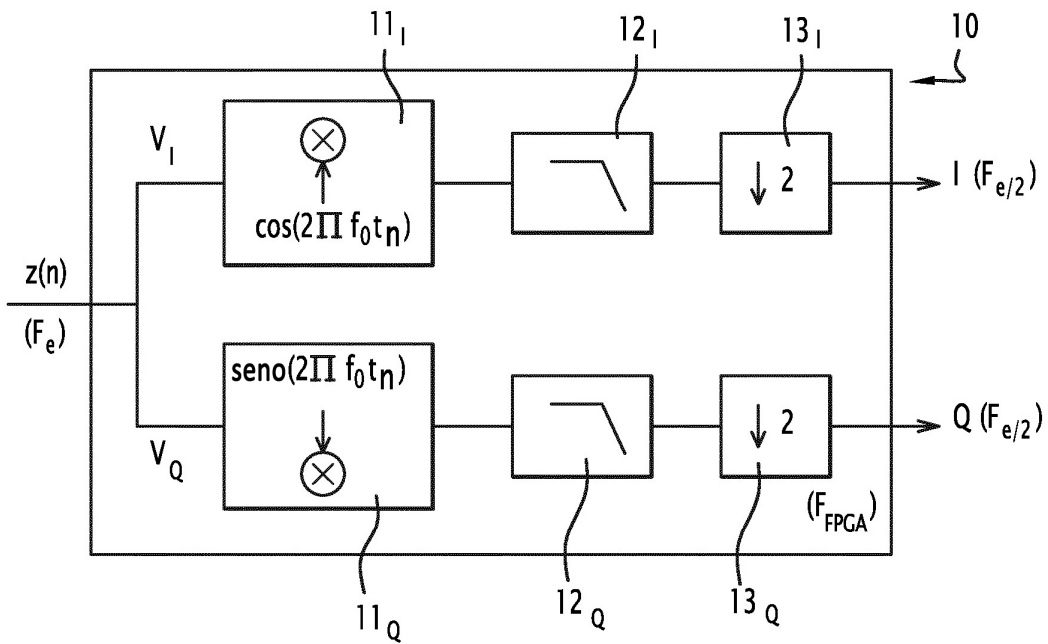 11I
12I
13I
10
VI
cos(2Π f0tn)
↓ 2
I (Fe/2)
z(n)
(Fe)
seno(2Π f0tn)
↓ 2
Q (Fe/2)
VQ
(FFPGA)
11Q
12Q
13Q